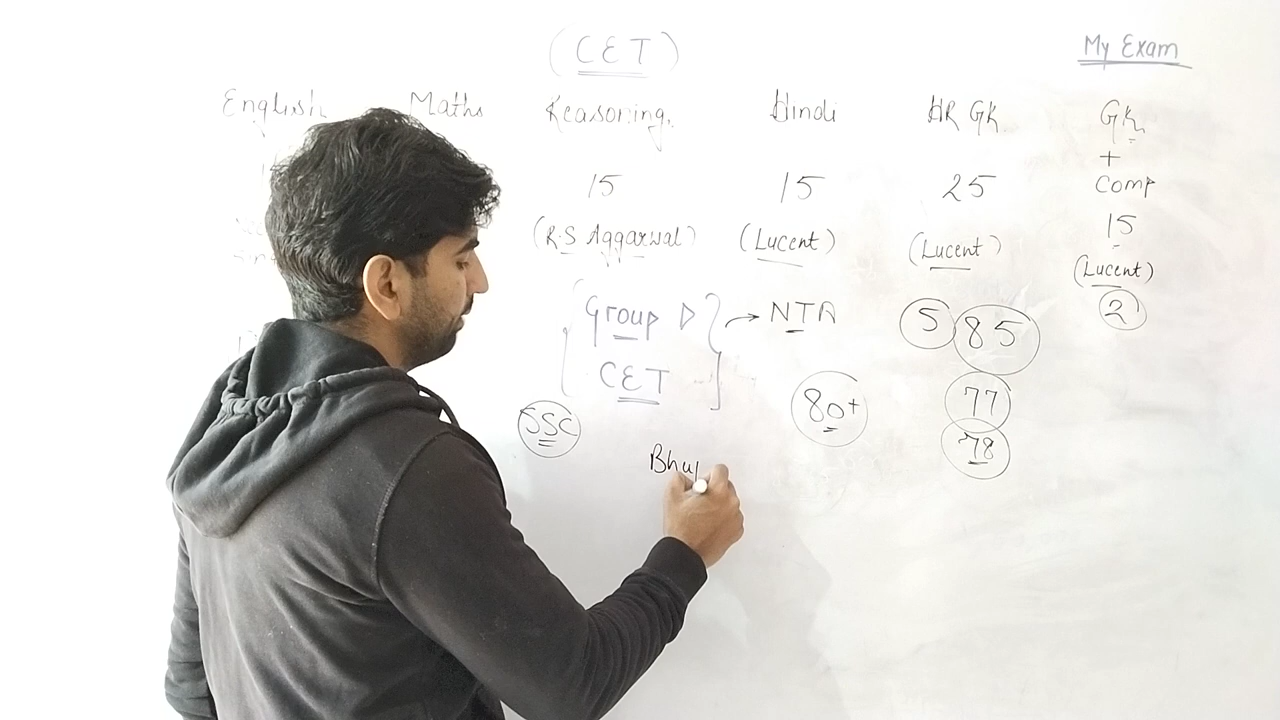 (CET)
My Exam
English Maths Reasoning Hindi HR GK GK
+
Comp
15 15 25 15
(R.S Aggarwal) (Lucent) (Lucent) (Lucent)
Group D → NTA 5 85 2
CET
SSC 80+ 77
78